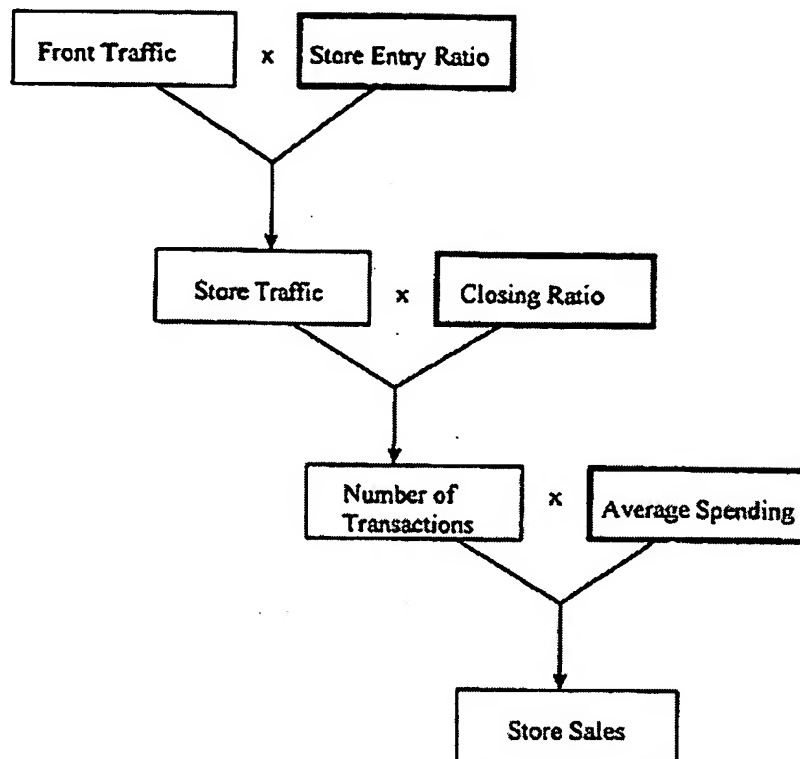 Front Traffic x Store Entry Ratio
Store Traffic x Closing Ratio
Number of
Transactions x Average Spending
Store Sales